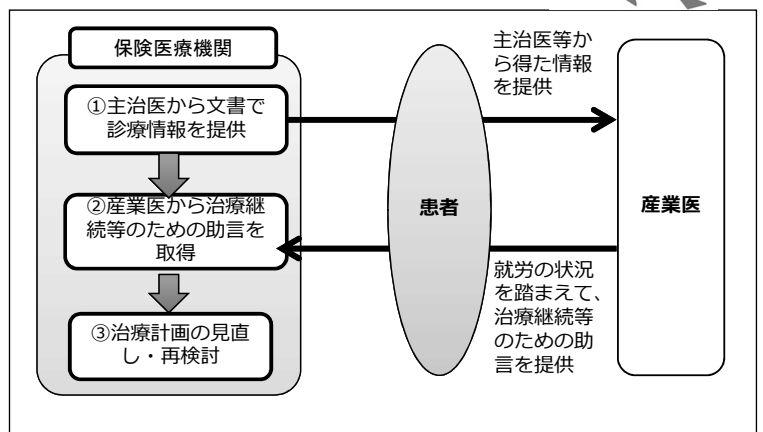 保険医療機関
①主治医から文書で
診療情報を提供
②産業医から治療継
続等のための助言を
取得
③治療計画の見直
し・再検討
患者
主治医等か
ら得た情報
を提供
就労の状況
を踏まえて、
治療継続等
のための助
言を提供
産業医